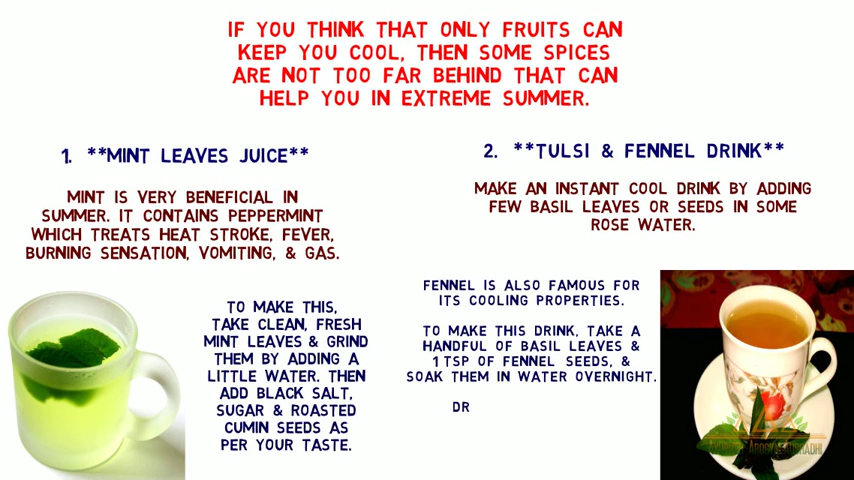 IF YOU THINK THAT ONLY FRUITS CAN
KEEP YOU COOL, THEN SOME SPICES
ARE NOT TOO FAR BEHIND THAT CAN
HELP YOU IN EXTREME SUMMER.
1. **MINT LEAVES JUICE**
MINT IS VERY BENEFICIAL IN
SUMMER. IT CONTAINS PEPPERMINT
WHICH TREATS HEAT STROKE, FEVER,
BURNING SENSATION, VOMITING, & GAS.
TO MAKE THIS,
TAKE CLEAN, FRESH
MINT LEAVES & GRIND
THEM BY ADDING A
LITTLE WATER. THEN
ADD BLACK SALT,
SUGAR & ROASTED
CUMIN SEEDS AS
PER YOUR TASTE.
2. **TULSI & FENNEL DRINK**
MAKE AN INSTANT COOL DRINK BY ADDING
FEW BASIL LEAVES OR SEEDS IN SOME
ROSE WATER.
FENNEL IS ALSO FAMOUS FOR
ITS COOLING PROPERTIES.
TO MAKE THIS DRINK, TAKE A
HANDFUL OF BASIL LEAVES &
1 TSP OF FENNEL SEEDS, &
SOAK THEM IN WATER OVERNIGHT.
DR